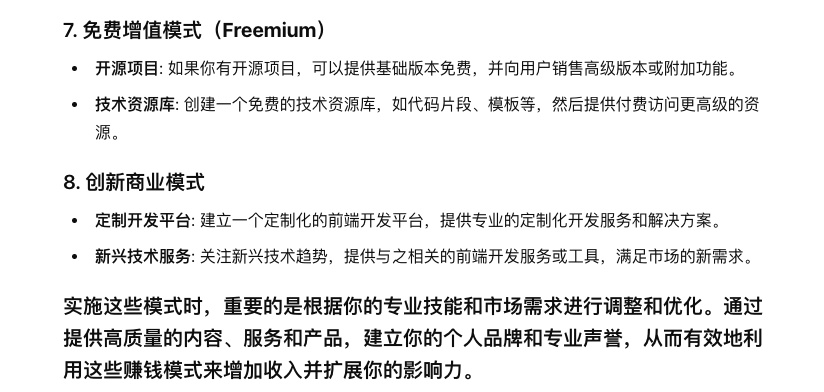 7. 免费增值模式（Freemium）
• 开源项目: 如果你有开源项目，可以提供基础版本免费，并向用户销售高级版本或附加功能。
• 技术资源库: 创建一个免费的技术资源库，如代码片段、模板等，然后提供付费访问更高级的资
源。
8. 创新商业模式
• 定制开发平台: 建立一个定制化的前端开发平台，提供专业的定制化开发服务和解决方案。
• 新兴技术服务: 关注新兴技术趋势，提供与之相关的前端开发服务或工具，满足市场的新需求。
实施这些模式时，重要的是根据你的专业技能和市场需求进行调整和优化。通过
提供高质量的内容、服务和产品，建立你的个人品牌和专业声誉，从而有效地利
用这些赚钱模式来增加收入并扩展你的影响力。